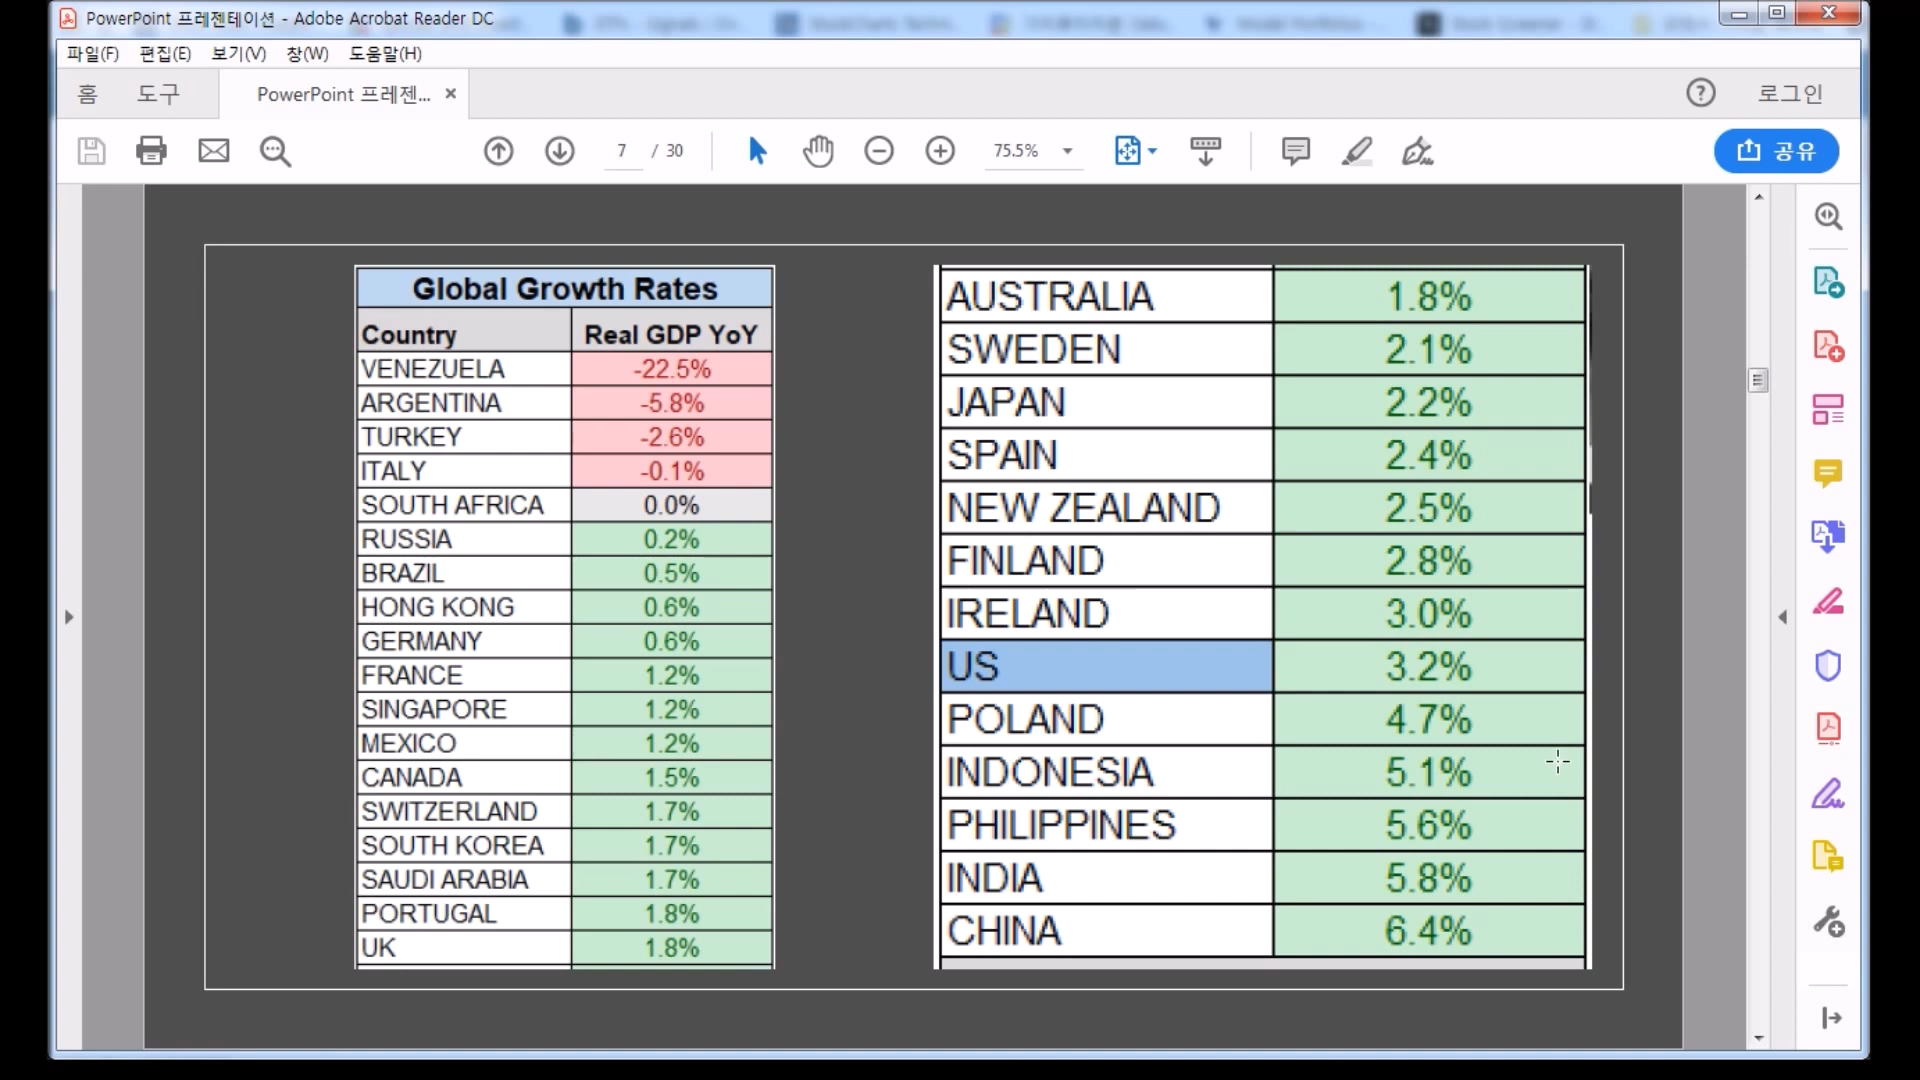 PowerPoint 프레젠테이션 - Adobe Acrobat Reader DC
파일(F) 편집(E) 보기(V) 창(W) 도움말(H)
홈 도구 PowerPoint 프레젠... × 로그인
7 / 30 75.5% 공유
Global Growth Rates
Country Real GDP YoY
VENEZUELA -22.5%
ARGENTINA -5.8%
TURKEY -2.6%
ITALY -0.1%
SOUTH AFRICA 0.0%
RUSSIA 0.2%
BRAZIL 0.5%
HONG KONG 0.6%
GERMANY 0.6%
FRANCE 1.2%
SINGAPORE 1.2%
MEXICO 1.2%
CANADA 1.5%
SWITZERLAND 1.7%
SOUTH KOREA 1.7%
SAUDI ARABIA 1.7%
PORTUGAL 1.8%
UK 1.8%
AUSTRALIA 1.8%
SWEDEN 2.1%
JAPAN 2.2%
SPAIN 2.4%
NEW ZEALAND 2.5%
FINLAND 2.8%
IRELAND 3.0%
US 3.2%
POLAND 4.7%
INDONESIA 5.1%
PHILIPPINES 5.6%
INDIA 5.8%
CHINA 6.4%